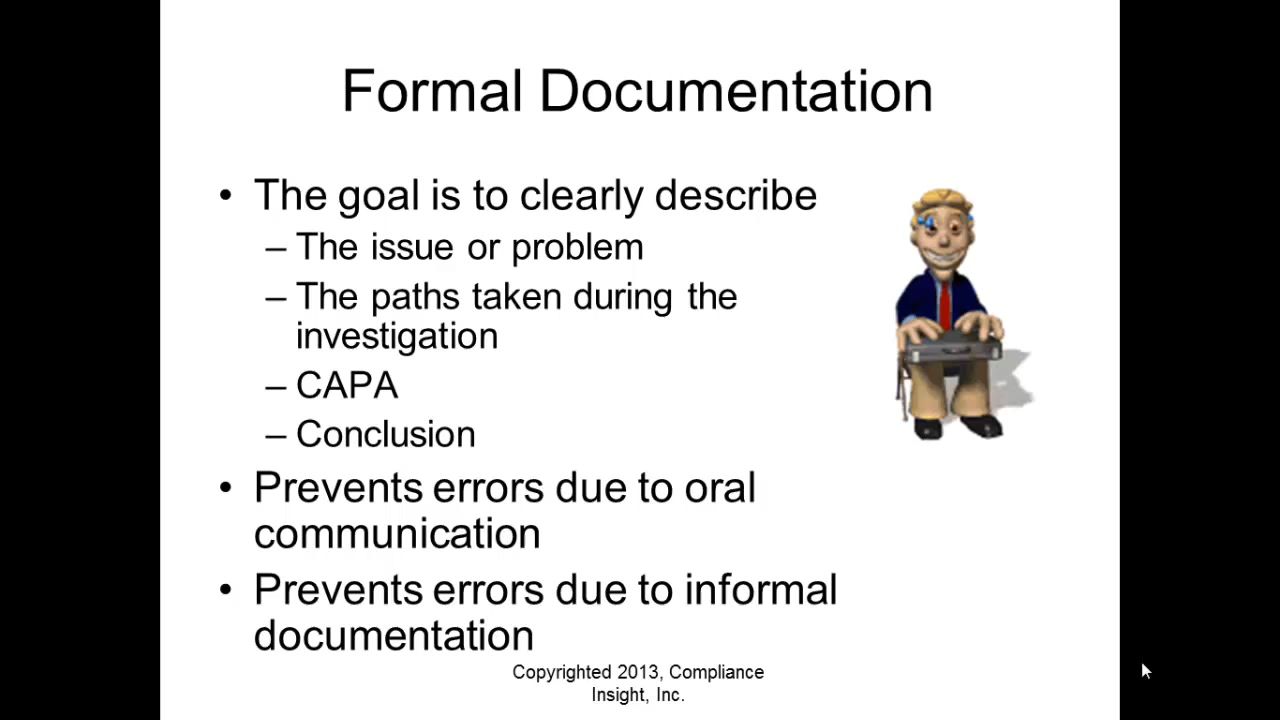 Formal Documentation
• The goal is to clearly describe
– The issue or problem
– The paths taken during the
investigation
– CAPA
– Conclusion
• Prevents errors due to oral
communication
• Prevents errors due to informal
documentation
Copyrighted 2013, Compliance
Insight, Inc.